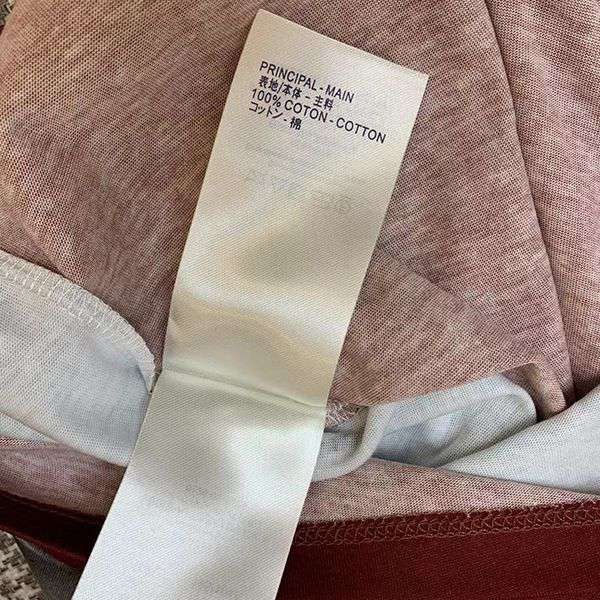 PRINCIPAL - MAIN
表地/本体 - 主料
100% COTON - COTTON
コットン - 棉